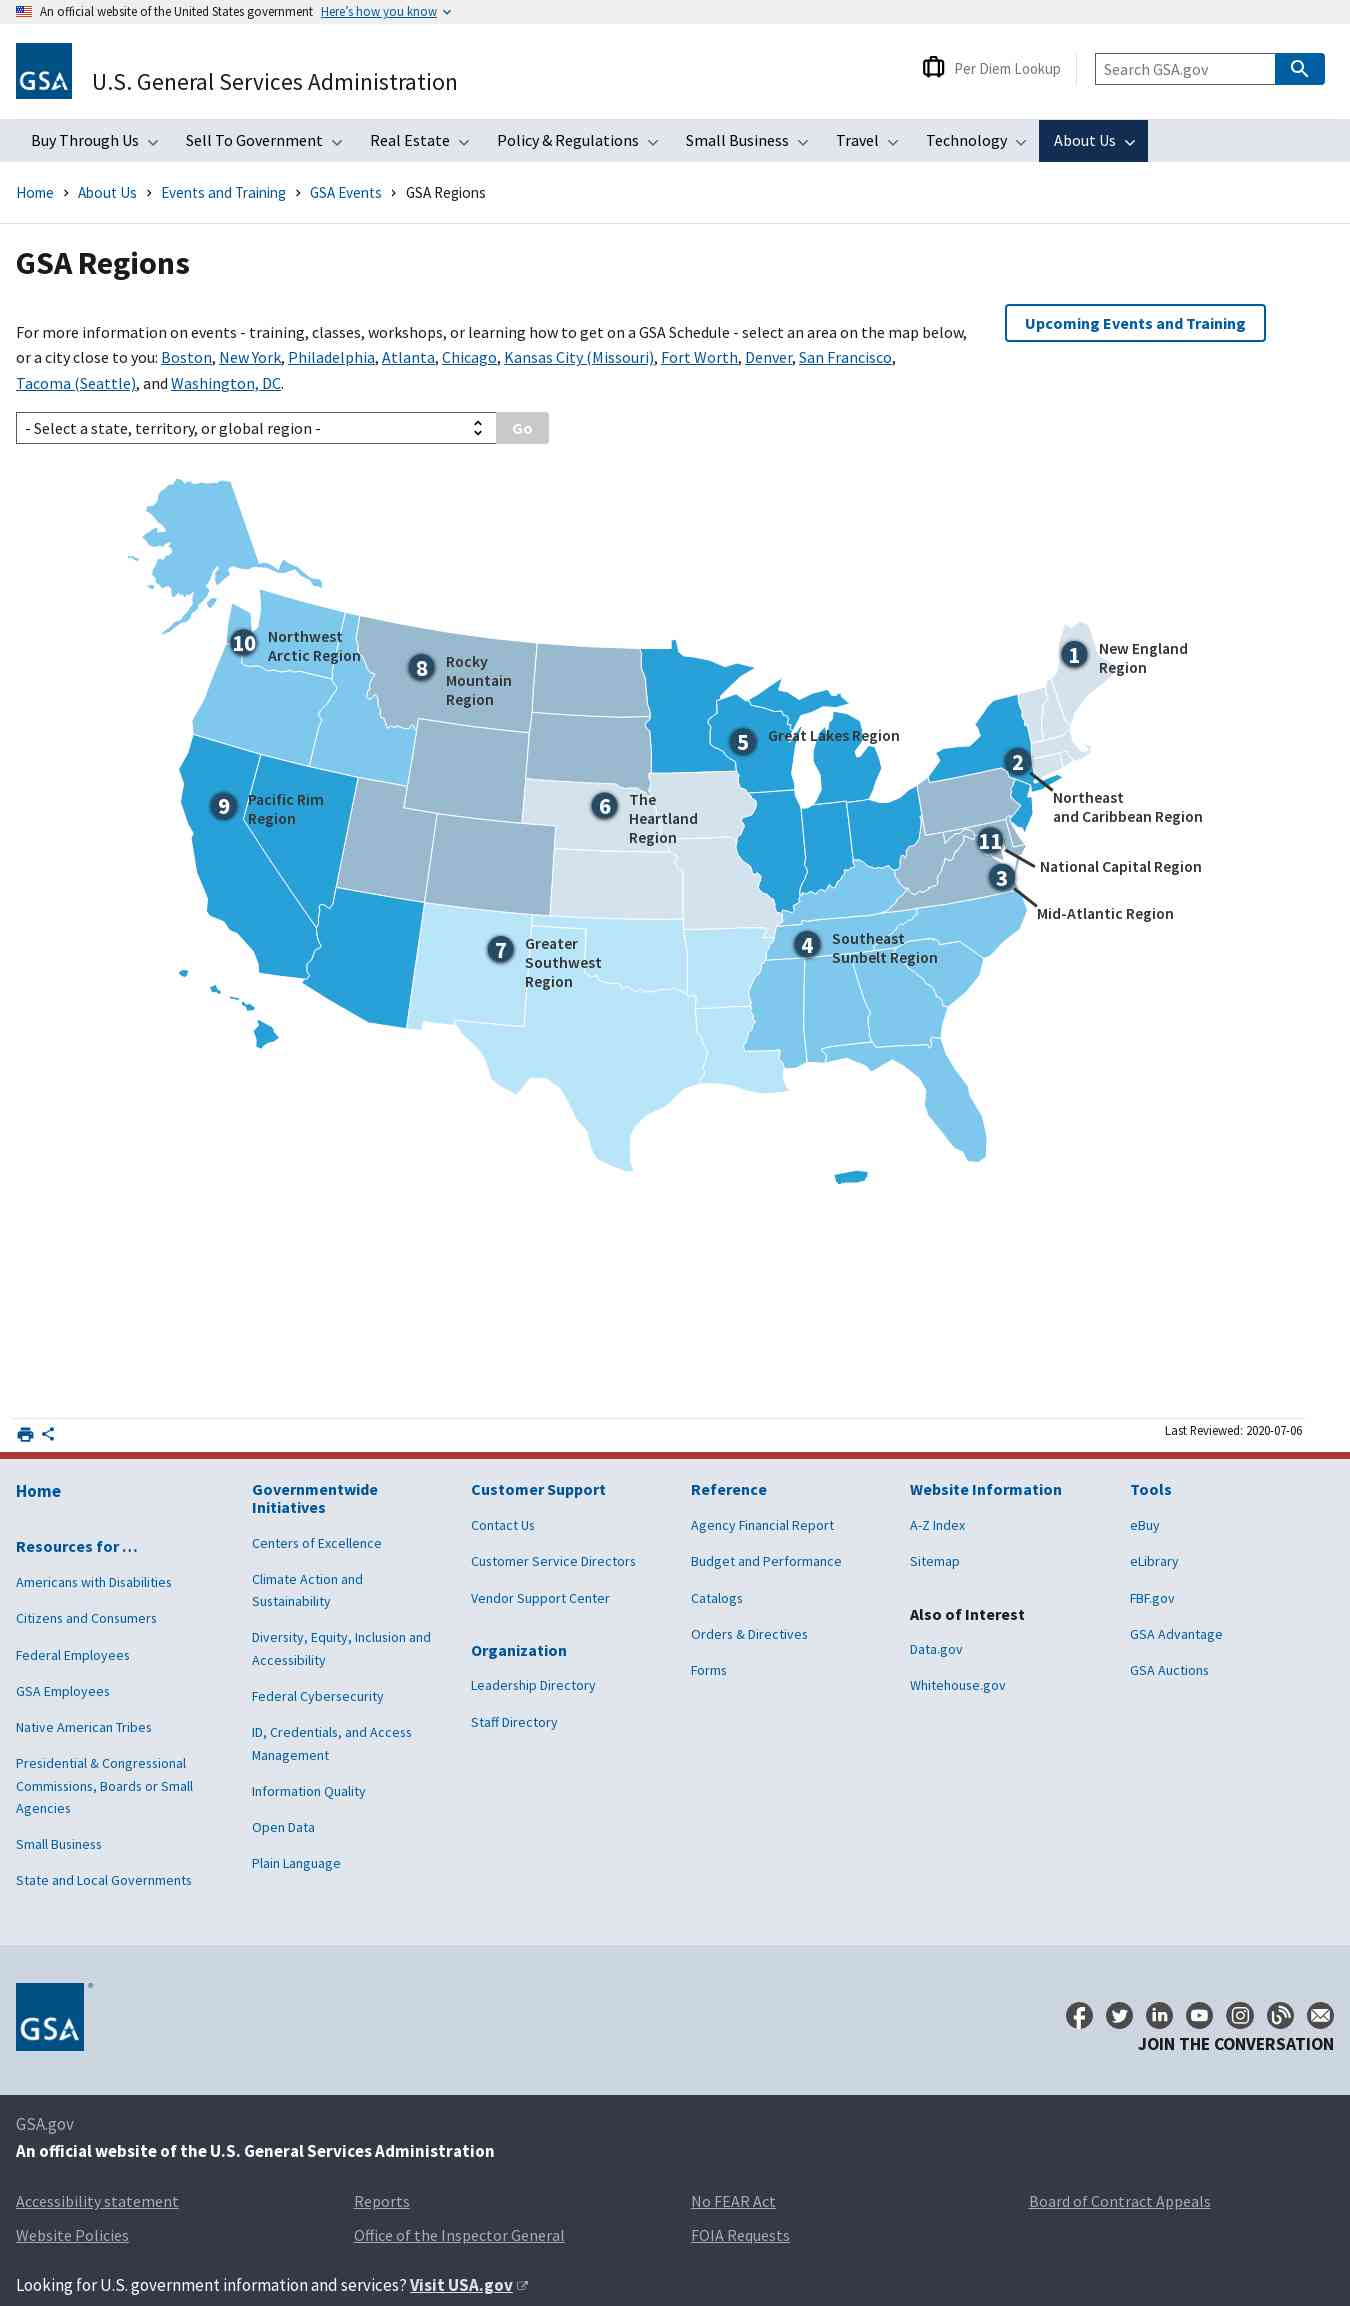 An official website of the United States government Here's how you know
GSA
U.S. General Services Administration
Per Diem Lookup
Search GSA.gov
Buy Through Us Sell To Government Real Estate Policy & Regulations Small Business Travel Technology About Us
Home › About Us › Events and Training › GSA Events › GSA Regions
GSA Regions
Upcoming Events and Training
For more information on events - training, classes, workshops, or learning how to get on a GSA Schedule - select an area on the map below,
or a city close to you: Boston, New York, Philadelphia, Atlanta, Chicago, Kansas City (Missouri), Fort Worth, Denver, San Francisco,
Tacoma (Seattle), and Washington, DC.
- Select a state, territory, or global region -
Go
10 Northwest
Arctic Region
8 Rocky
Mountain
Region
1 New England
Region
5 Great Lakes Region
2
Northeast
and Caribbean Region
9 Pacific Rim
Region
6 The
Heartland
Region
11
National Capital Region
3
Mid-Atlantic Region
7 Greater
Southwest
Region
4 Southeast
Sunbelt Region
Last Reviewed: 2020-07-06
Home
Resources for …
Americans with Disabilities
Citizens and Consumers
Federal Employees
GSA Employees
Native American Tribes
Presidential & Congressional
Commissions, Boards or Small
Agencies
Small Business
State and Local Governments
Governmentwide
Initiatives
Centers of Excellence
Climate Action and
Sustainability
Diversity, Equity, Inclusion and
Accessibility
Federal Cybersecurity
ID, Credentials, and Access
Management
Information Quality
Open Data
Plain Language
Customer Support
Contact Us
Customer Service Directors
Vendor Support Center
Organization
Leadership Directory
Staff Directory
Reference
Agency Financial Report
Budget and Performance
Catalogs
Orders & Directives
Forms
Website Information
A-Z Index
Sitemap
Also of Interest
Data.gov
Whitehouse.gov
Tools
eBuy
eLibrary
FBF.gov
GSA Advantage
GSA Auctions
GSA ®
JOIN THE CONVERSATION
GSA.gov
An official website of the U.S. General Services Administration
Accessibility statement Reports No FEAR Act Board of Contract Appeals
Website Policies Office of the Inspector General FOIA Requests
Looking for U.S. government information and services? Visit USA.gov